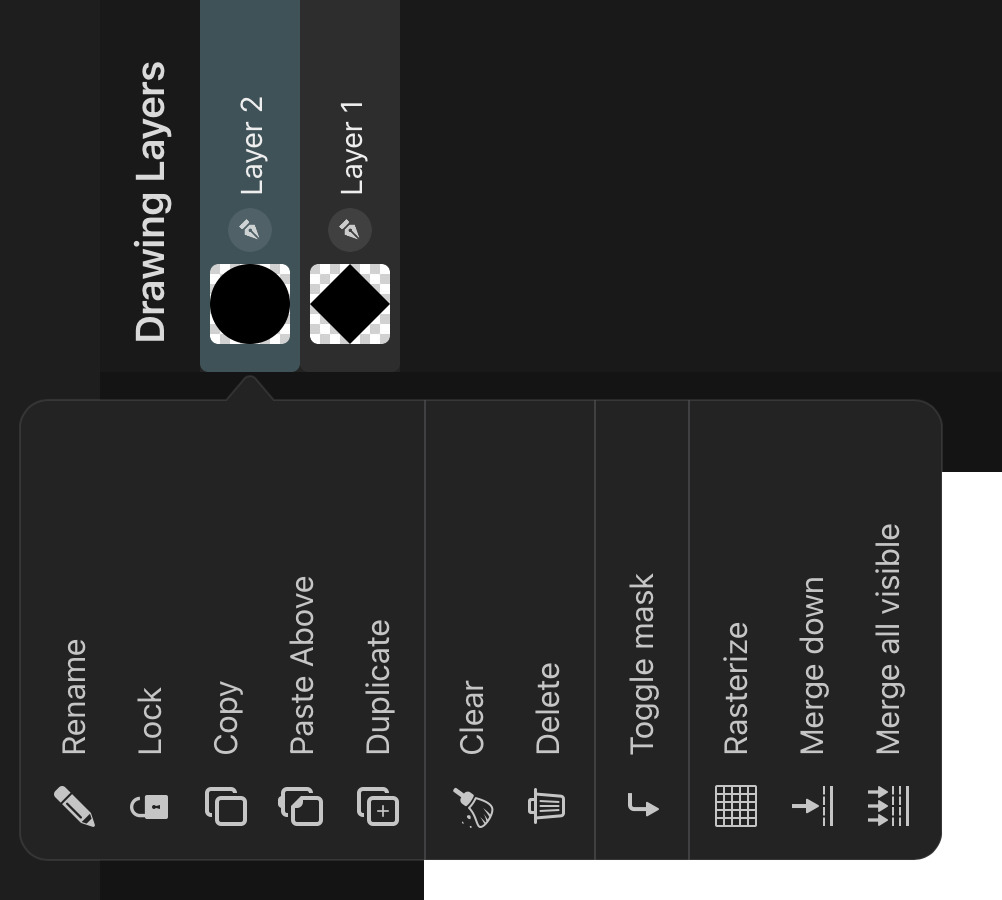 Rename
Lock
Copy
Paste Above
Duplicate
Clear
Delete
Toggle mask
Rasterize
Merge down
Merge all visible
Drawing Layers
Layer 2
Layer 1